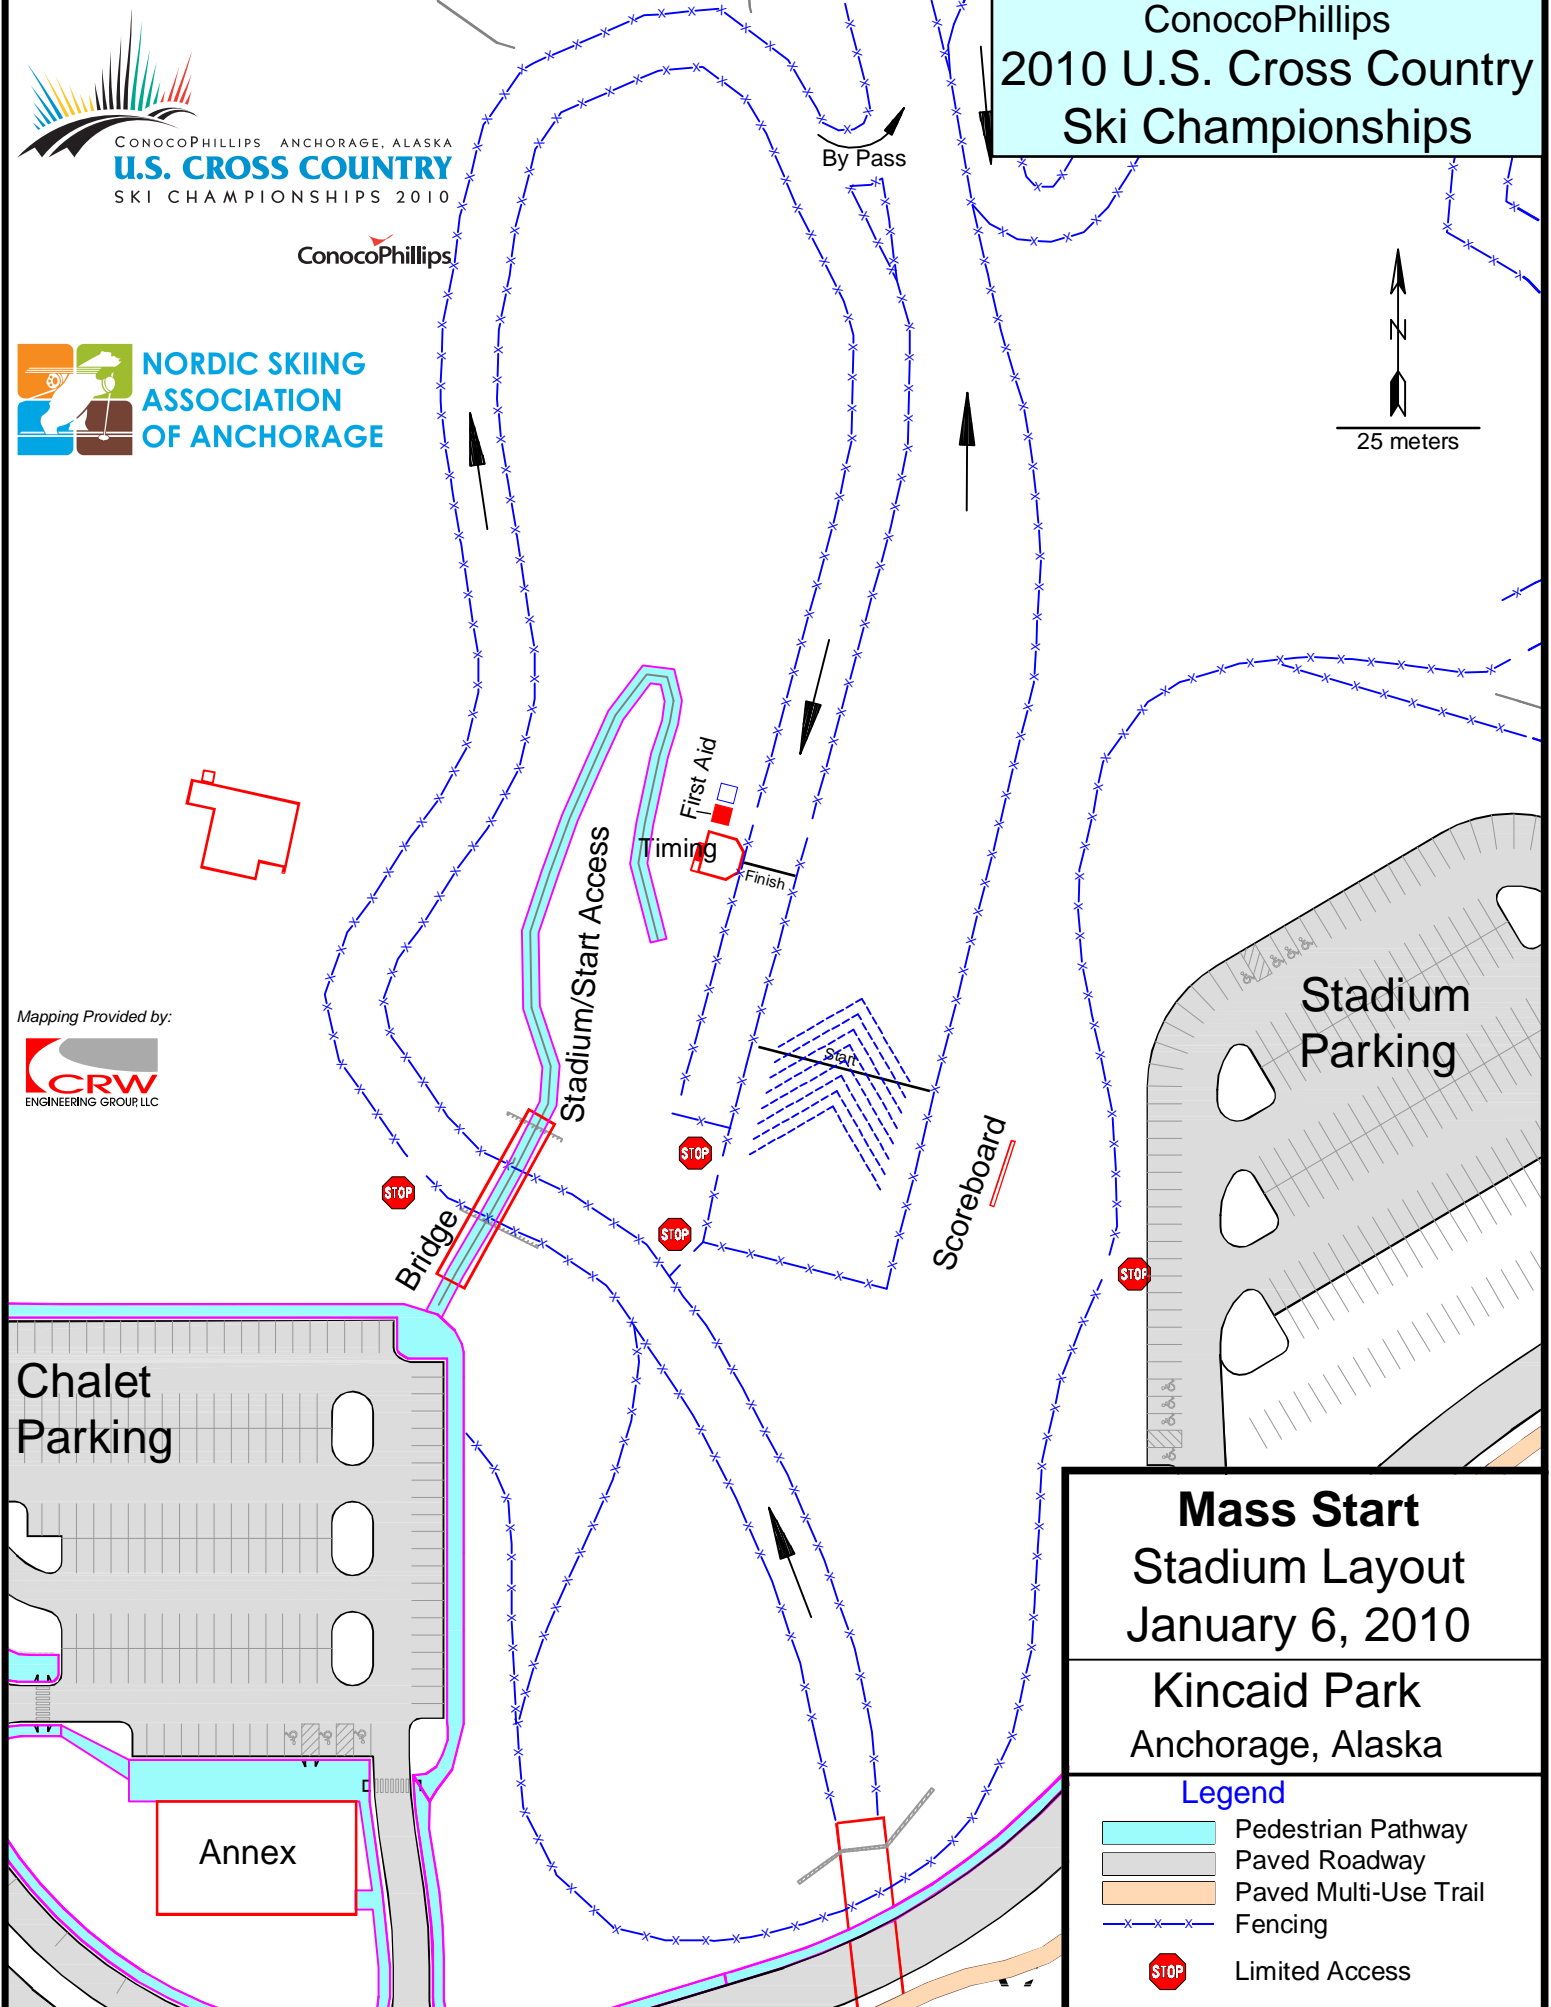 ConocoPhillips
2010 U.S. Cross Country
Ski Championships
CONOCOPHILLIPS ANCHORAGE, ALASKA
U.S. CROSS COUNTRY
SKI CHAMPIONSHIPS 2010
ConocoPhillips
By Pass
N
25 meters
NORDIC SKIING
ASSOCIATION
OF ANCHORAGE
First Aid
Timing
Finish
Stadium/Start Access
Start
Stadium
Parking
Mapping Provided by:
CRW
ENGINEERING GROUP, LLC
STOP
STOP
STOP
STOP
Scoreboard
Bridge
Chalet
Parking
Annex
Mass Start
Stadium Layout
January 6, 2010
Kincaid Park
Anchorage, Alaska
Legend
Pedestrian Pathway
Paved Roadway
Paved Multi-Use Trail
Fencing
STOP Limited Access